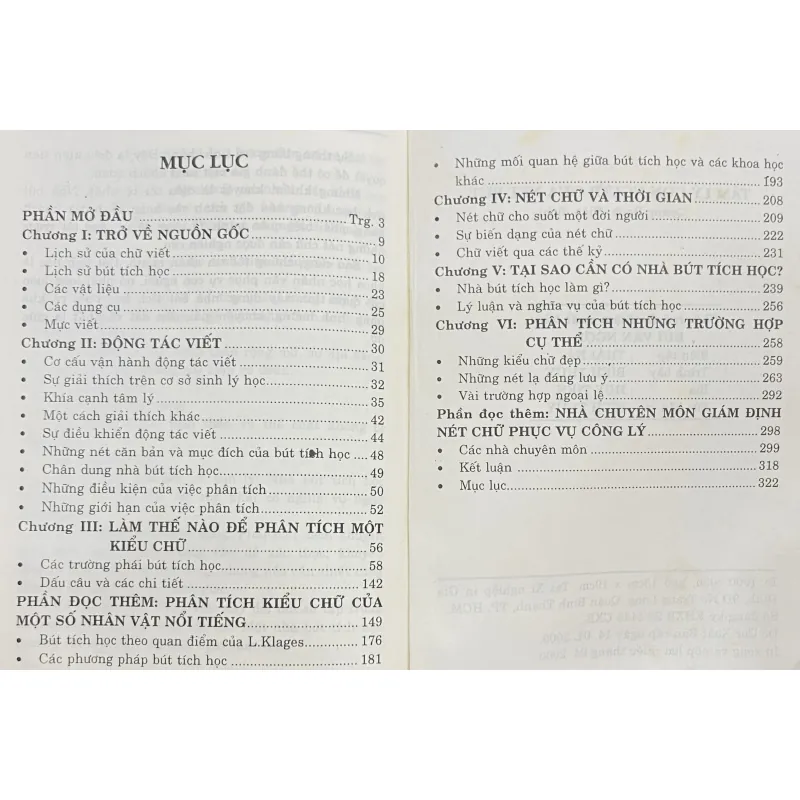 MỤC LỤC
PHẦN MỞ ĐẦU ........ Trg. 3
Chương I: TRỞ VỀ NGUỒN GỐC ........ 9
• Lịch sử của chữ viết ........ 10
• Lịch sử bút tích học ........ 18
• Các vật liệu ........ 23
• Các dụng cụ ........ 25
• Mực viết ........ 29
Chương II: ĐỘNG TÁC VIẾT ........ 30
• Cơ cấu vận hành động tác viết ........ 31
• Sự giải thích trên cơ sở sinh lý học ........ 32
• Khía cạnh tâm lý ........ 35
• Một cách giải thích khác ........ 42
• Sự điều khiển động tác viết ........ 44
• Những nét căn bản và mục đích của bút tích học .... 48
• Chân dung nhà bút tích học ........ 49
• Những điều kiện của việc phân tích ........ 50
• Những giới hạn của việc phân tích ........ 52
Chương III: LÀM THẾ NÀO ĐỂ PHÂN TÍCH MỘT
KIỂU CHỮ ........ 56
• Các trường phái bút tích học ........ 58
• Dấu câu và các chi tiết ........ 142
PHẦN ĐỌC THÊM: PHÂN TÍCH KIỂU CHỮ CỦA
MỘT SỐ NHÂN VẬT NỔI TIẾNG ........ 149
• Bút tích học theo quan điểm của L.Klages ........ 176
• Các phương pháp bút tích học ........ 181
• Những mối quan hệ giữa bút tích học và các khoa học
khác ........ 193
Chương IV: NÉT CHỮ VÀ THỜI GIAN ........ 208
• Nét chữ cho suốt một đời người ........ 209
• Sự biến dạng của nét chữ ........ 222
• Chữ viết qua các thế kỷ ........ 231
Chương V: TẠI SAO CẦN CÓ NHÀ BÚT TÍCH HỌC?
• Nhà bút tích học làm gì? ........ 239
• Lý luận và nghĩa vụ của bút tích học ........ 256
Chương VI: PHÂN TÍCH NHỮNG TRƯỜNG HỢP
CỤ THỂ ........ 258
• Những kiểu chữ đẹp ........ 259
• Những nét lạ đáng lưu ý ........ 263
• Vài trường hợp ngoại lệ ........ 292
Phần đọc thêm: NHÀ CHUYÊN MÔN GIÁM ĐỊNH
NÉT CHỮ PHỤC VỤ CÔNG LÝ ........ 298
• Các nhà chuyên môn ........ 299
• Kết luận ........ 318
• Mục lục ........ 322